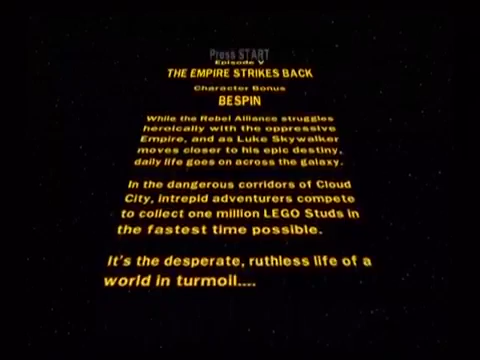 Press START
Episode V
THE EMPIRE STRIKES BACK
Character Bonus
BESPIN
While the Rebel Alliance struggles
heroically with the oppressive
Empire, and as Luke Skywalker
moves closer to his epic destiny,
daily life goes on across the galaxy.
In the dangerous corridors of Cloud
City, intrepid adventurers compete
to collect one million LEGO Studs in
the fastest time possible.
It's the desperate, ruthless life of a
world in turmoil....